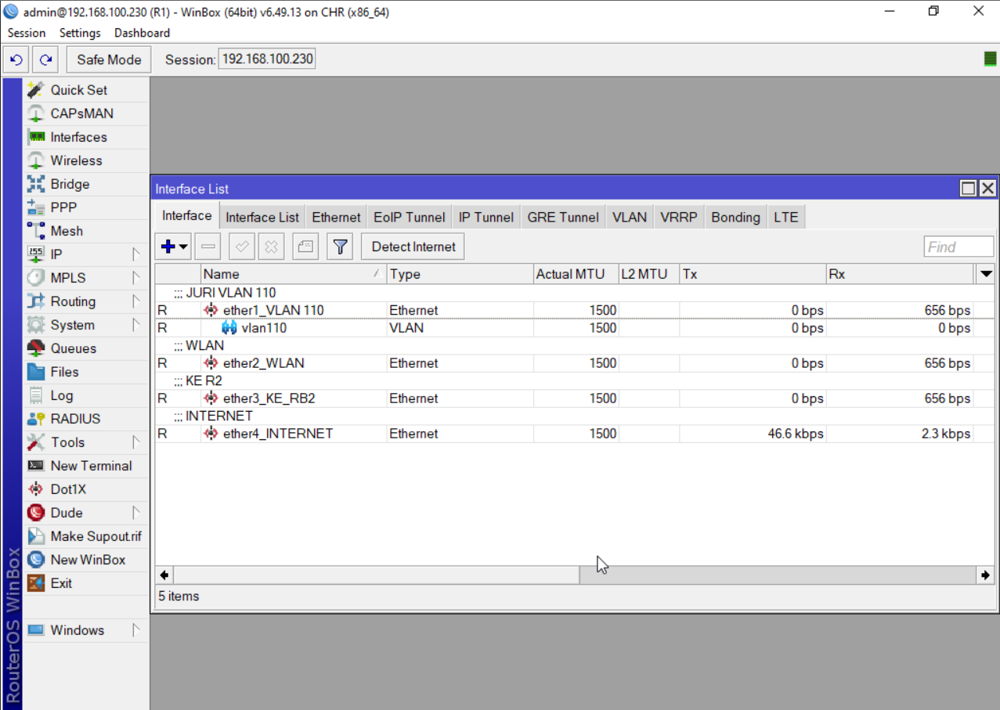 admin@192.168.100.230 (R1) - WinBox (64bit) v6.49.13 on CHR (x86_64)
Session Settings Dashboard
Safe Mode Session: 192.168.100.230
Quick Set
CAPsMAN
Interfaces
Wireless
Bridge
PPP
Mesh
IP
MPLS
Routing
System
Queues
Files
Log
RADIUS
Tools
New Terminal
Dot1X
Dude
Make Supout.rif
New WinBox
Exit
Windows
RouterOS WinBox
Interface List
Interface Interface List Ethernet EoIP Tunnel IP Tunnel GRE Tunnel VLAN VRRP Bonding LTE
Detect Internet Find
Name Type Actual MTU L2 MTU Tx Rx
;;; JURI VLAN 110
R ether1_VLAN 110 Ethernet 1500 0 bps 656 bps
R vlan110 VLAN 1500 0 bps 0 bps
;;; WLAN
R ether2_WLAN Ethernet 1500 0 bps 656 bps
;;; KE R2
R ether3_KE_RB2 Ethernet 1500 0 bps 656 bps
;;; INTERNET
R ether4_INTERNET Ethernet 1500 46.6 kbps 2.3 kbps
5 items